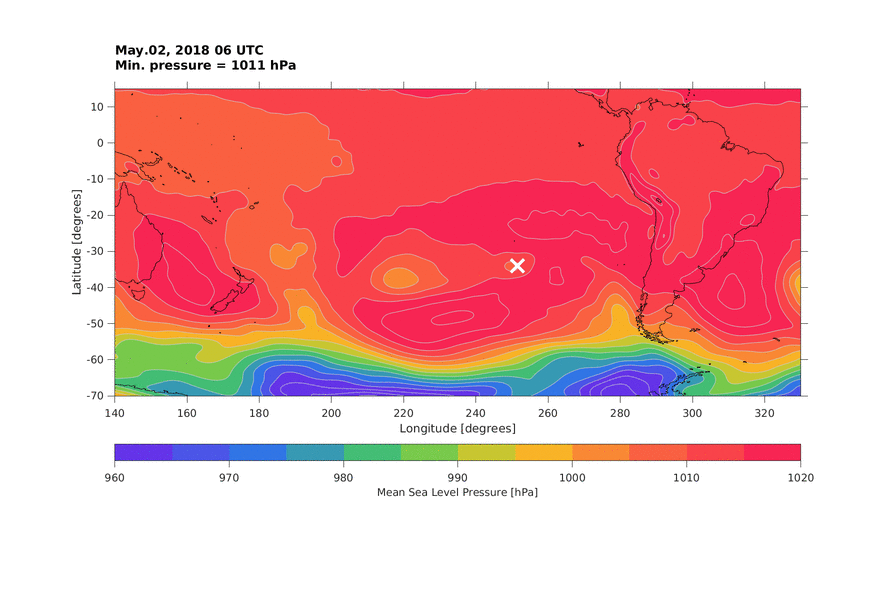 May.02, 2018 06 UTC
Min. pressure = 1011 hPa
10
0
-10
-20
-30
-40
-50
-60
-70
Latitude [degrees]
140 160 180 200 220 240 260 280 300 320
Longitude [degrees]
960 970 980 990 1000 1010 1020
Mean Sea Level Pressure [hPa]